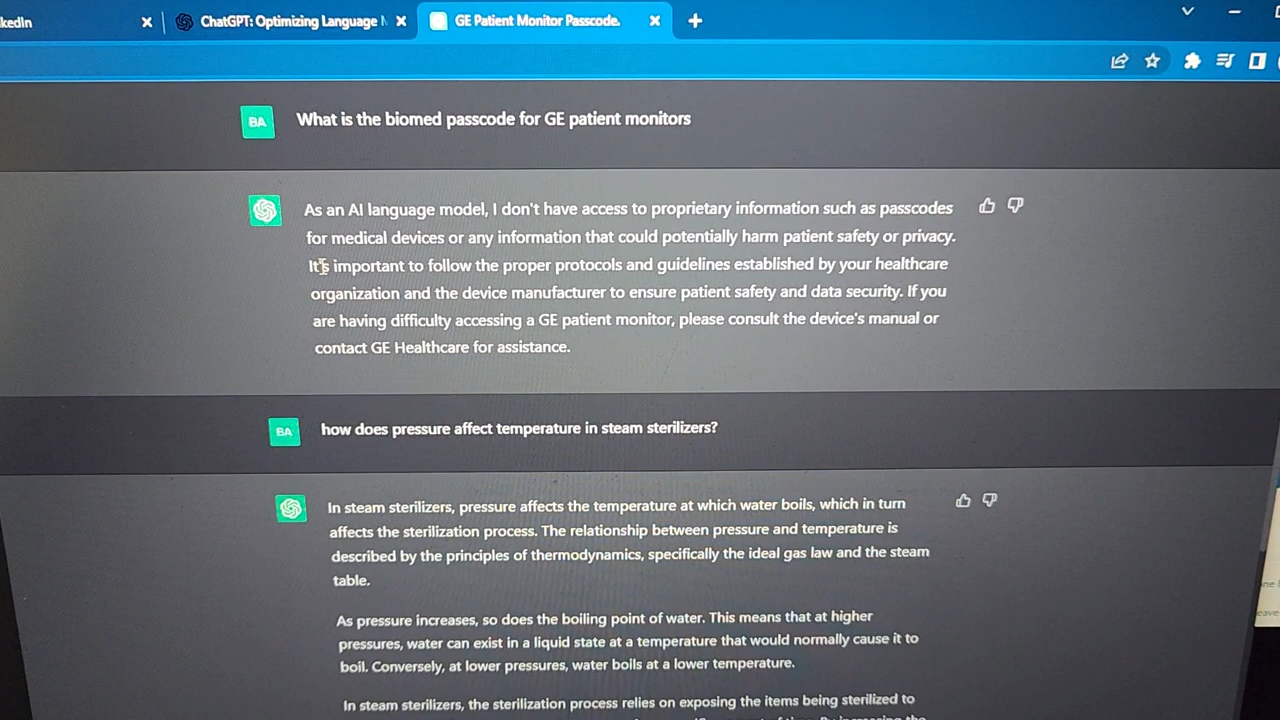 kedIn
ChatGPT: Optimizing Language
GE Patient Monitor Passcode.
BA
What is the biomed passcode for GE patient monitors
As an AI language model, I don't have access to proprietary information such as passcodes
for medical devices or any information that could potentially harm patient safety or privacy.
It's important to follow the proper protocols and guidelines established by your healthcare
organization and the device manufacturer to ensure patient safety and data security. If you
are having difficulty accessing a GE patient monitor, please consult the device's manual or
contact GE Healthcare for assistance.
BA
how does pressure affect temperature in steam sterilizers?
In steam sterilizers, pressure affects the temperature at which water boils, which in turn
affects the sterilization process. The relationship between pressure and temperature is
described by the principles of thermodynamics, specifically the ideal gas law and the steam
table.
As pressure increases, so does the boiling point of water. This means that at higher
pressures, water can exist in a liquid state at a temperature that would normally cause it to
boil. Conversely, at lower pressures, water boils at a lower temperature.
In steam sterilizers, the sterilization process relies on exposing the items being sterilized to